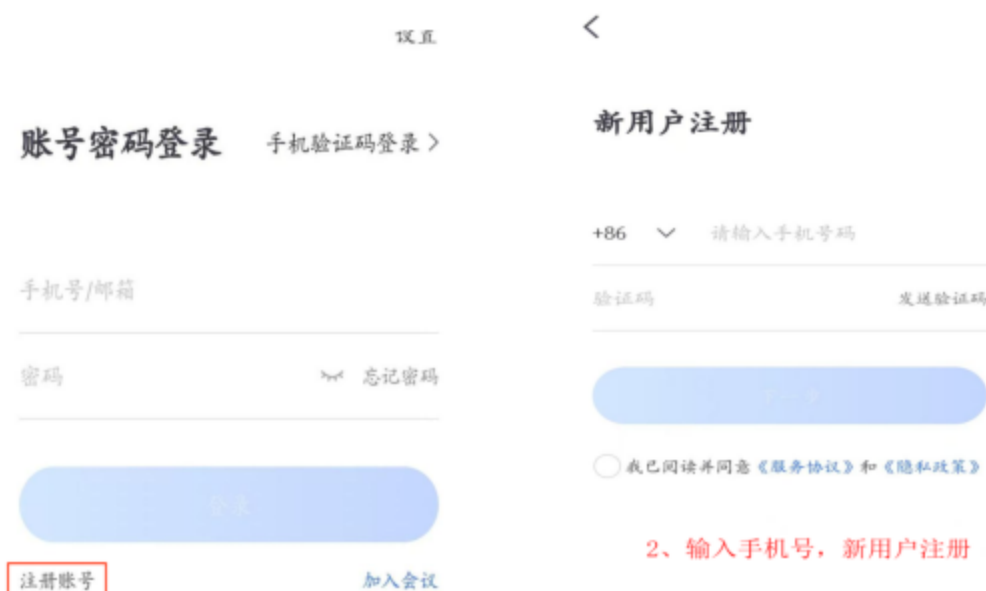 设置
账号密码登录
手机验证码登录
手机号/邮箱
密码
忘记密码
登录
注册账号
加入会议
新用户注册
+86
请输入手机号码
验证码
发送验证码
下一步
我已阅读并同意《服务协议》和《隐私政策》
2、输入手机号，新用户注册